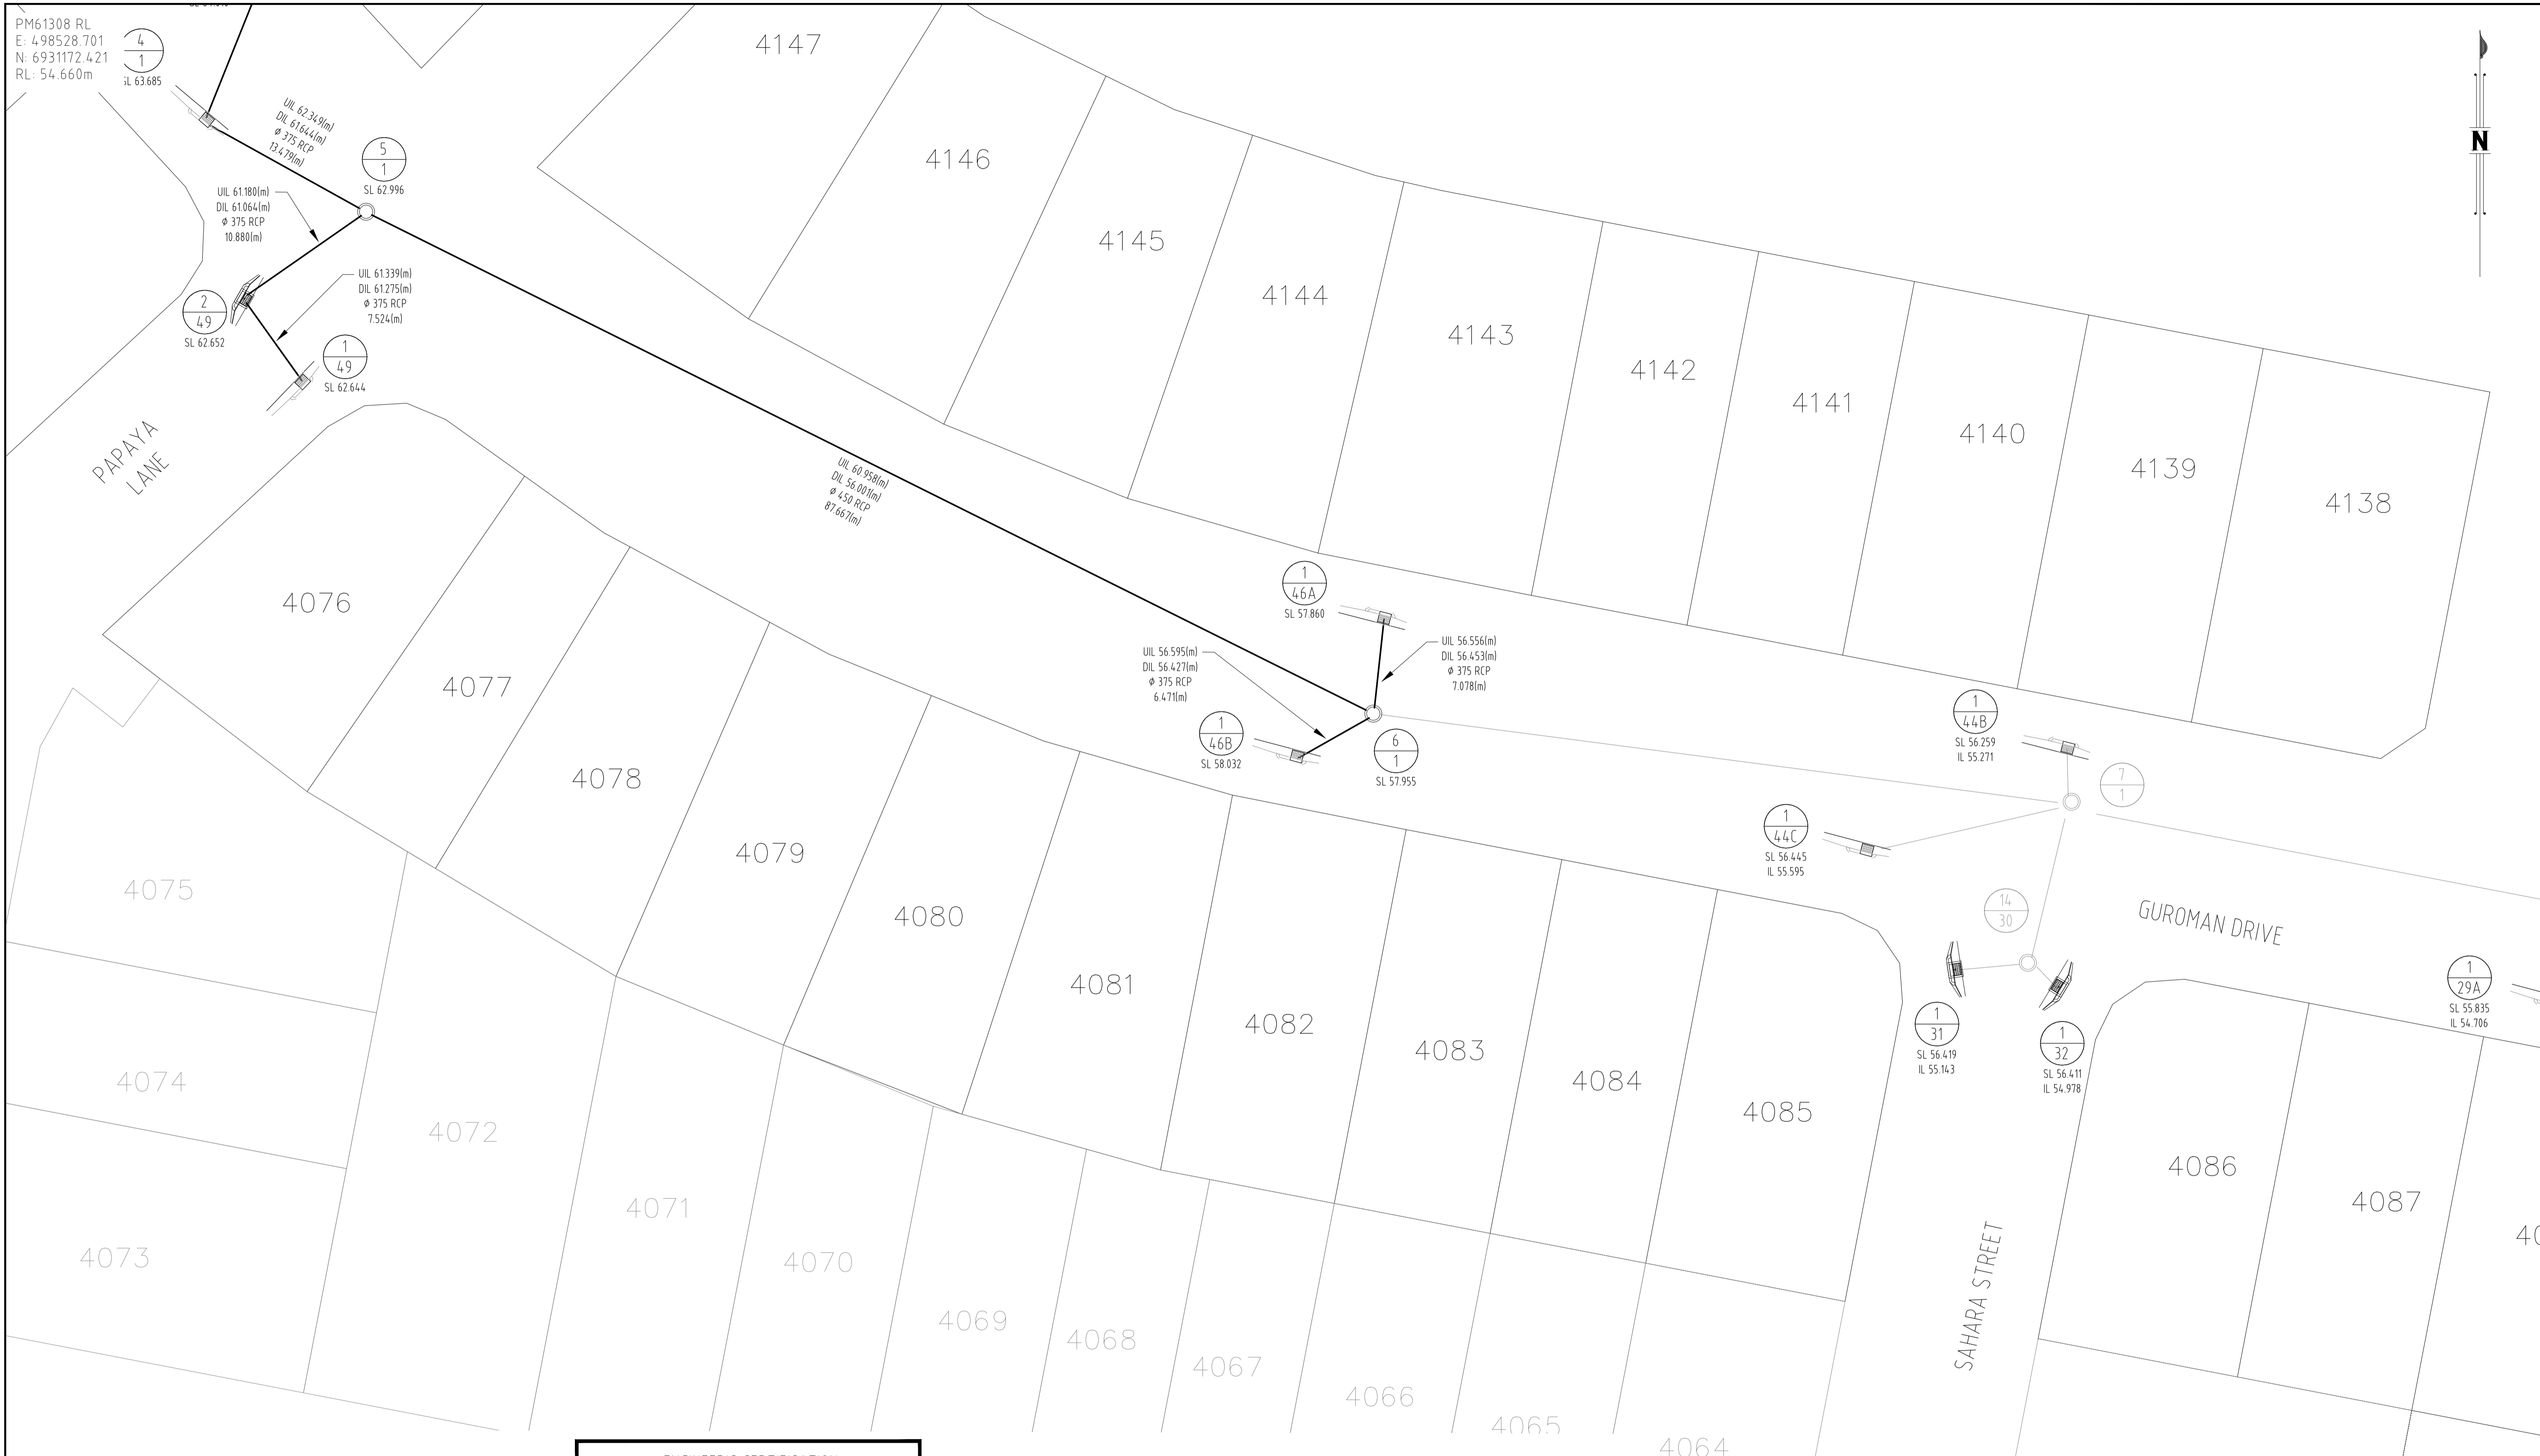 PM61308 RL
E: 498528.701
N: 6931172.421
RL: 54.660m
4
1
SL 63.685
UIL 62.349(m)
DIL 61.644(m)
ϕ 375 RCP
13.479(m)
5
1
SL 62.996
UIL 61.180(m)
DIL 61.064(m)
ϕ 375 RCP
10.880(m)
UIL 61.339(m)
DIL 61.275(m)
ϕ 375 RCP
7.524(m)
2
49
SL 62.652
1
49
SL 62.644
PAPAYA
LANE
4147
4146
4145
4144
4143
4142
4141
4140
4139
4138
N
UIL 60.958(m)
DIL 56.001(m)
ϕ 450 RCP
87.667(m)
1
46A
SL 57.860
UIL 56.595(m)
DIL 56.427(m)
ϕ 375 RCP
6.471(m)
UIL 56.556(m)
DIL 56.453(m)
ϕ 375 RCP
7.078(m)
1
46B
SL 58.032
6
1
SL 57.955
1
44B
SL 56.259
IL 55.271
7
1
1
44C
SL 56.445
IL 55.595
14
30
GUROMAN DRIVE
1
31
SL 56.419
IL 55.143
1
32
SL 56.411
IL 54.978
1
29A
SL 55.835
IL 54.706
4076
4077
4078
4079
4080
4081
4082
4083
4084
4085
4086
4087
SAHARA STREET
4075
4074
4073
4072
4071
4070
4069
4068
4067
4066
4065
4064